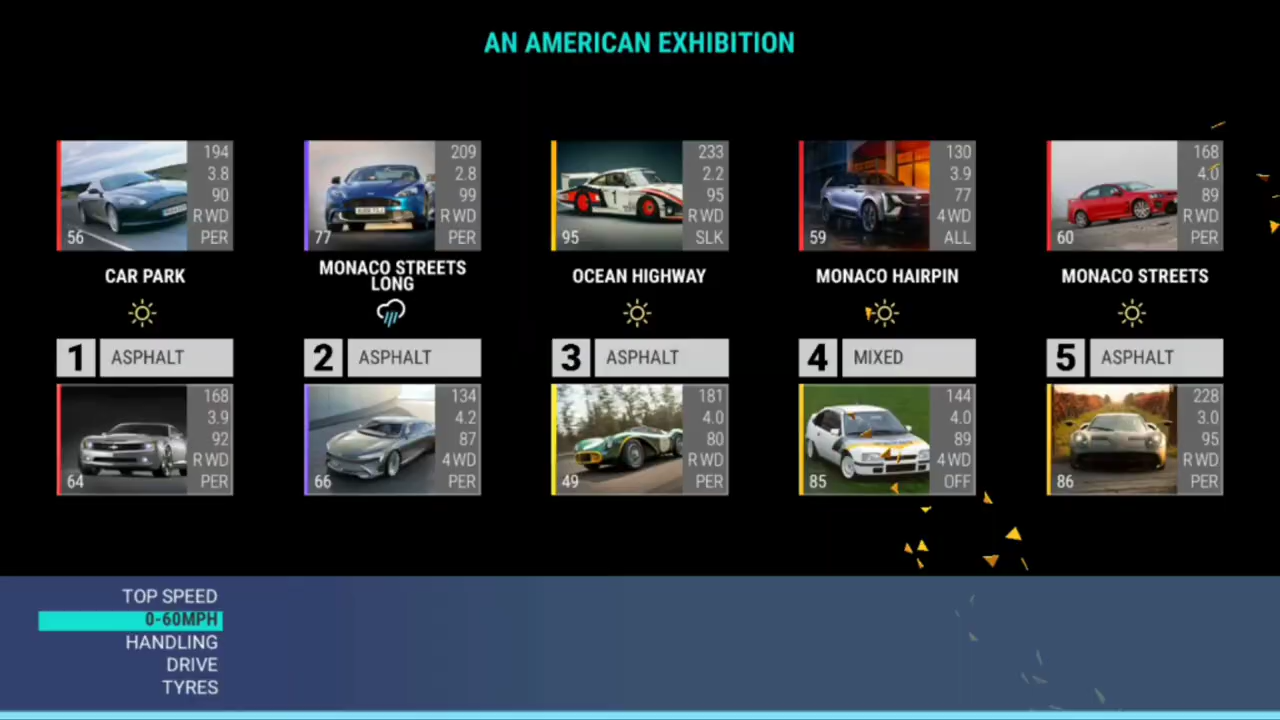 AN AMERICAN EXHIBITION
194
3.8
90
RWD
PER
56
209
2.8
99
RWD
PER
77
233
2.2
95
RWD
SLK
95
130
3.9
77
4WD
ALL
59
168
4.0
89
RWD
PER
60
CAR PARK
MONACO STREETS
LONG
OCEAN HIGHWAY
MONACO HAIRPIN
MONACO STREETS
1 ASPHALT
2 ASPHALT
3 ASPHALT
4 MIXED
5 ASPHALT
168
3.9
92
RWD
PER
64
134
4.2
87
4WD
PER
66
181
4.0
80
RWD
PER
49
144
4.0
89
4WD
OFF
85
228
3.0
95
RWD
PER
86
TOP SPEED
0-60MPH
HANDLING
DRIVE
TYRES